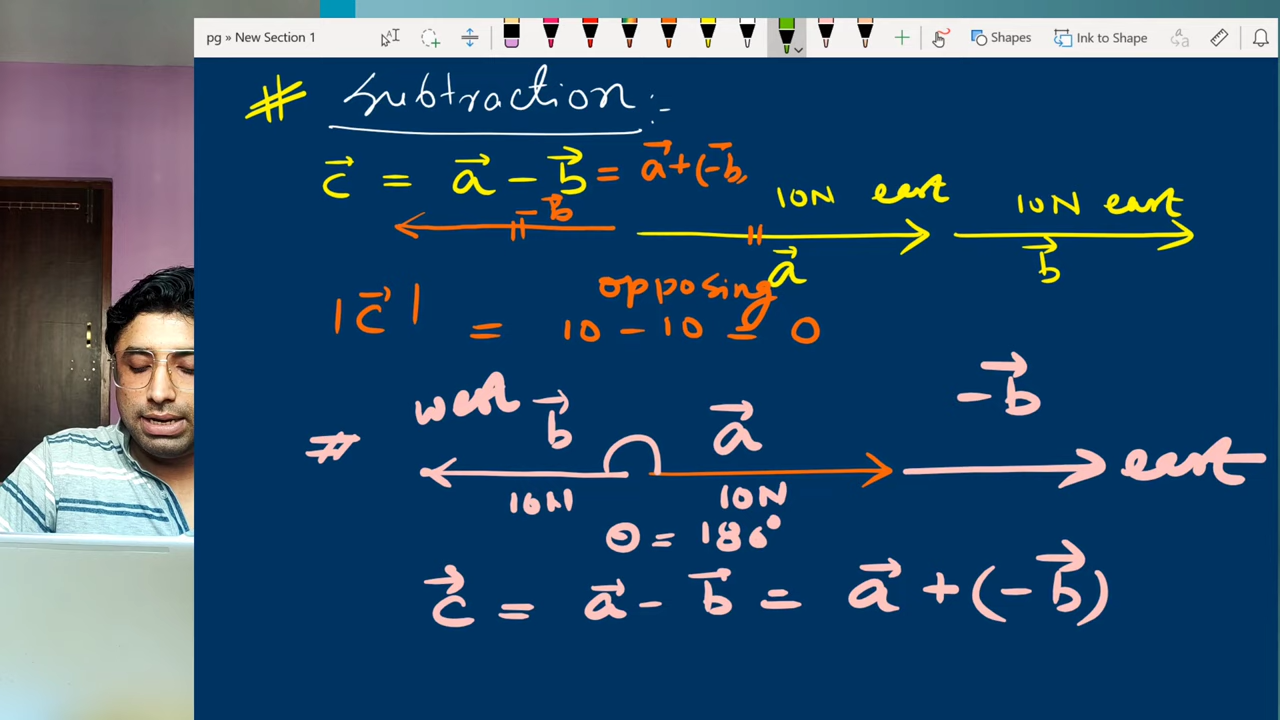 pg » New Section 1
Shapes
Ink to Shape
# Subtraction :-
c⃗ = a⃗ - b⃗ = a⃗ + (-b⃗)
10N east 10N east
-b⃗
a⃗ b⃗
opposing
|c⃗| = 10 - 10 = 0
-b⃗
west b⃗ a⃗
# east
10N 10N
θ = 180°
c⃗ = a⃗ - b⃗ = a⃗ + (-b⃗)